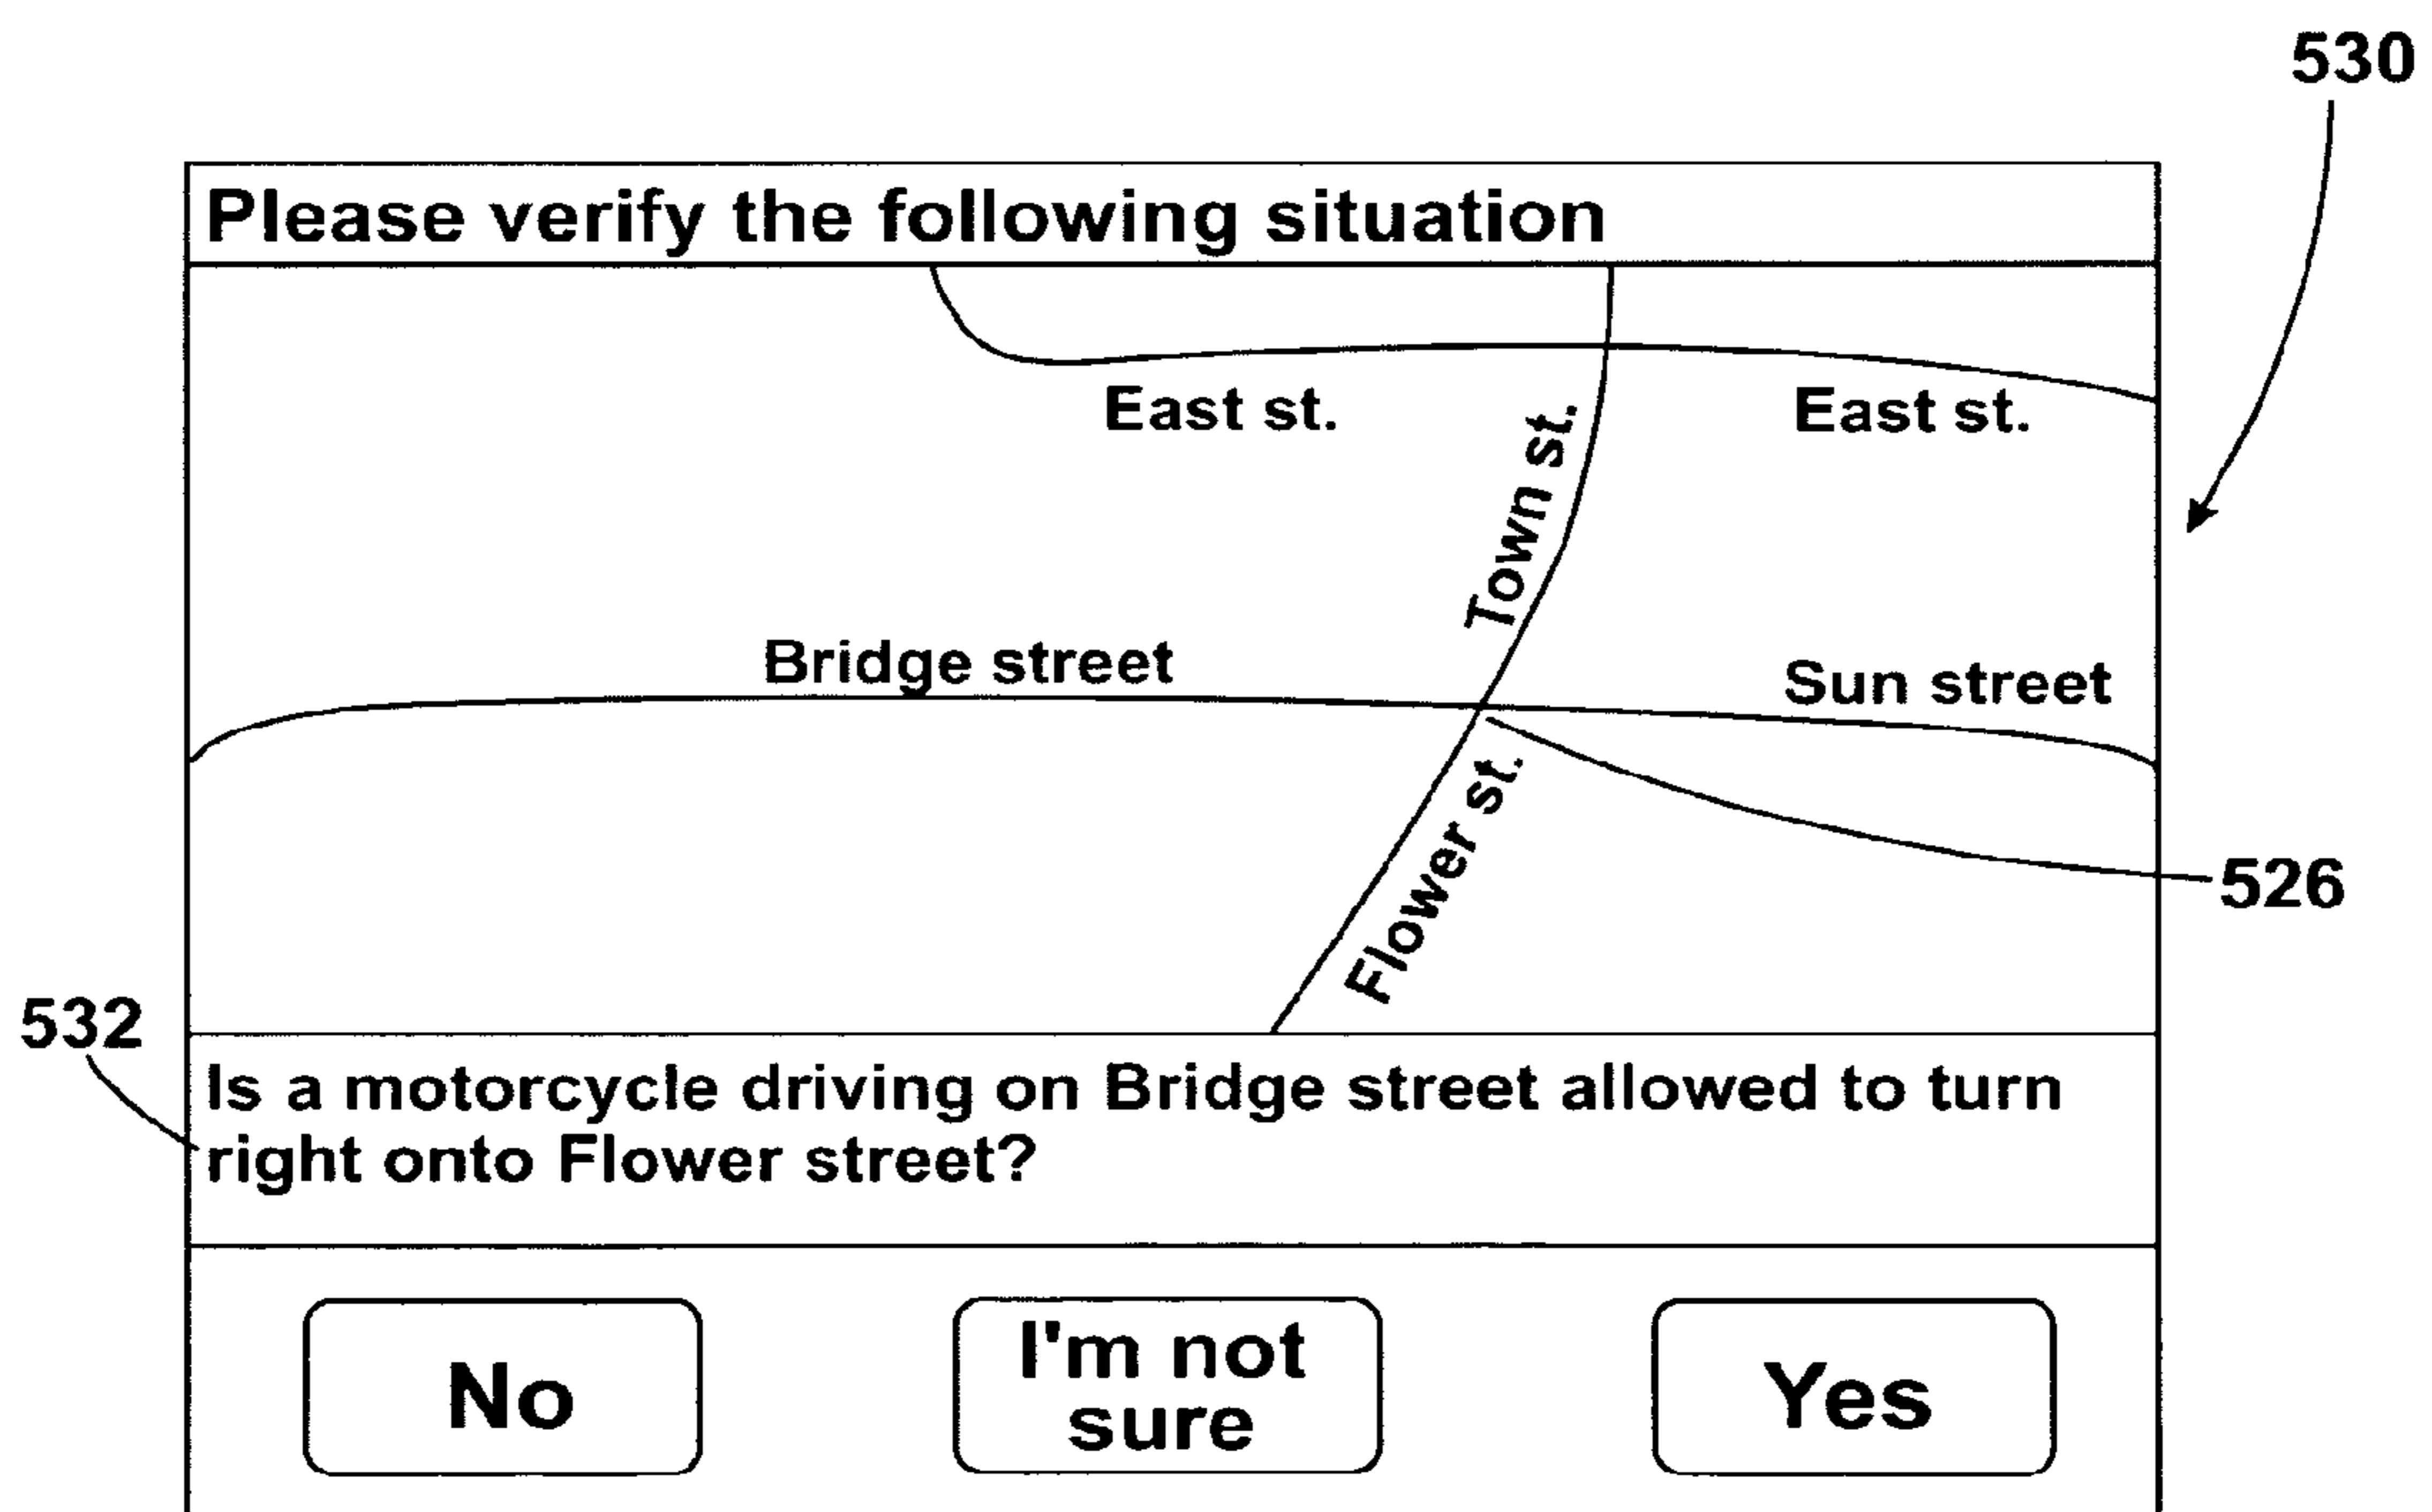 530
Please verify the following situation
East st.
East st.
Town st.
Bridge street
Sun street
Flower st.
526
532
Is a motorcycle driving on Bridge street allowed to turn
right onto Flower street?
No
I'm not
sure
Yes